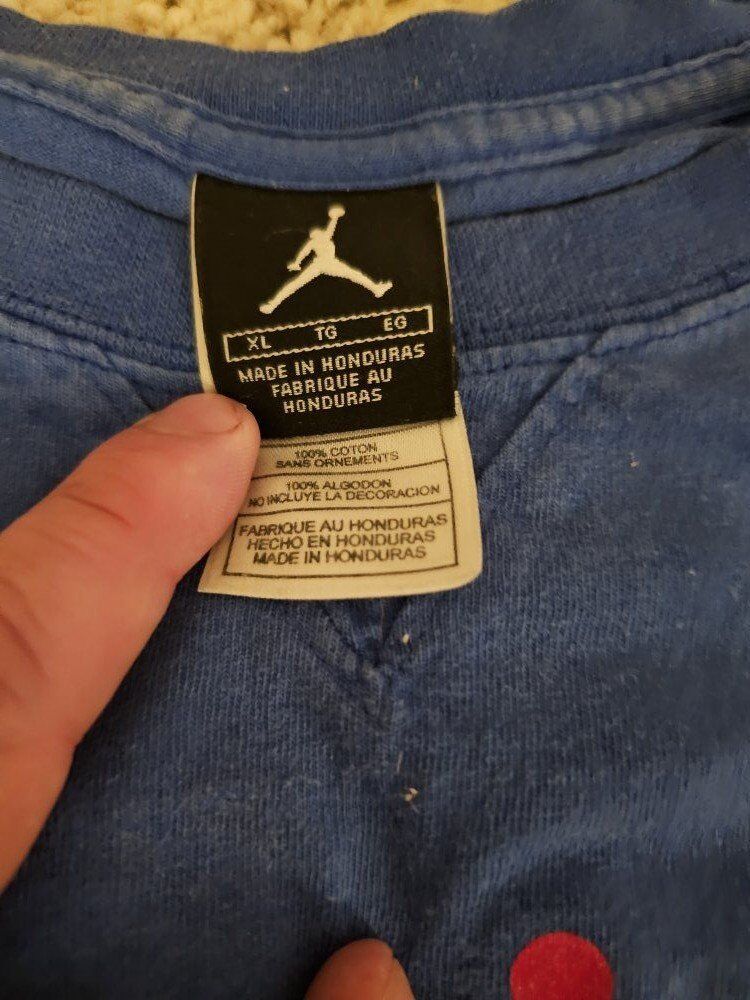 XL TG EG
MADE IN HONDURAS
FABRIQUE AU
HONDURAS
100% COTON
SANS ORNEMENTS
100% ALGODON
NO INCLUYE LA DECORACION
FABRIQUE AU HONDURAS
HECHO EN HONDURAS
MADE IN HONDURAS